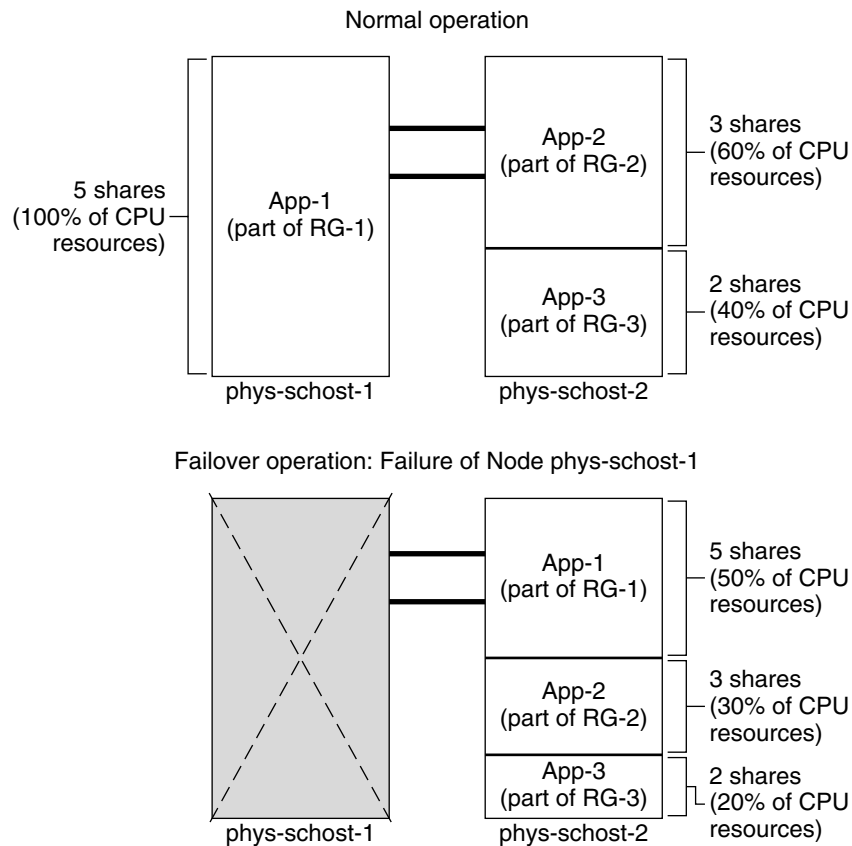 Normal operation
5 shares
(100% of CPU
resources)
App-1
(part of RG-1)
App-2
(part of RG-2)
3 shares
(60% of CPU
resources)
App-3
(part of RG-3)
2 shares
(40% of CPU
resources)
phys-schost-1
phys-schost-2
Failover operation: Failure of Node phys-schost-1
App-1
(part of RG-1)
5 shares
(50% of CPU
resources)
App-2
(part of RG-2)
3 shares
(30% of CPU
resources)
App-3
(part of RG-3)
2 shares
(20% of CPU
resources)
phys-schost-1
phys-schost-2